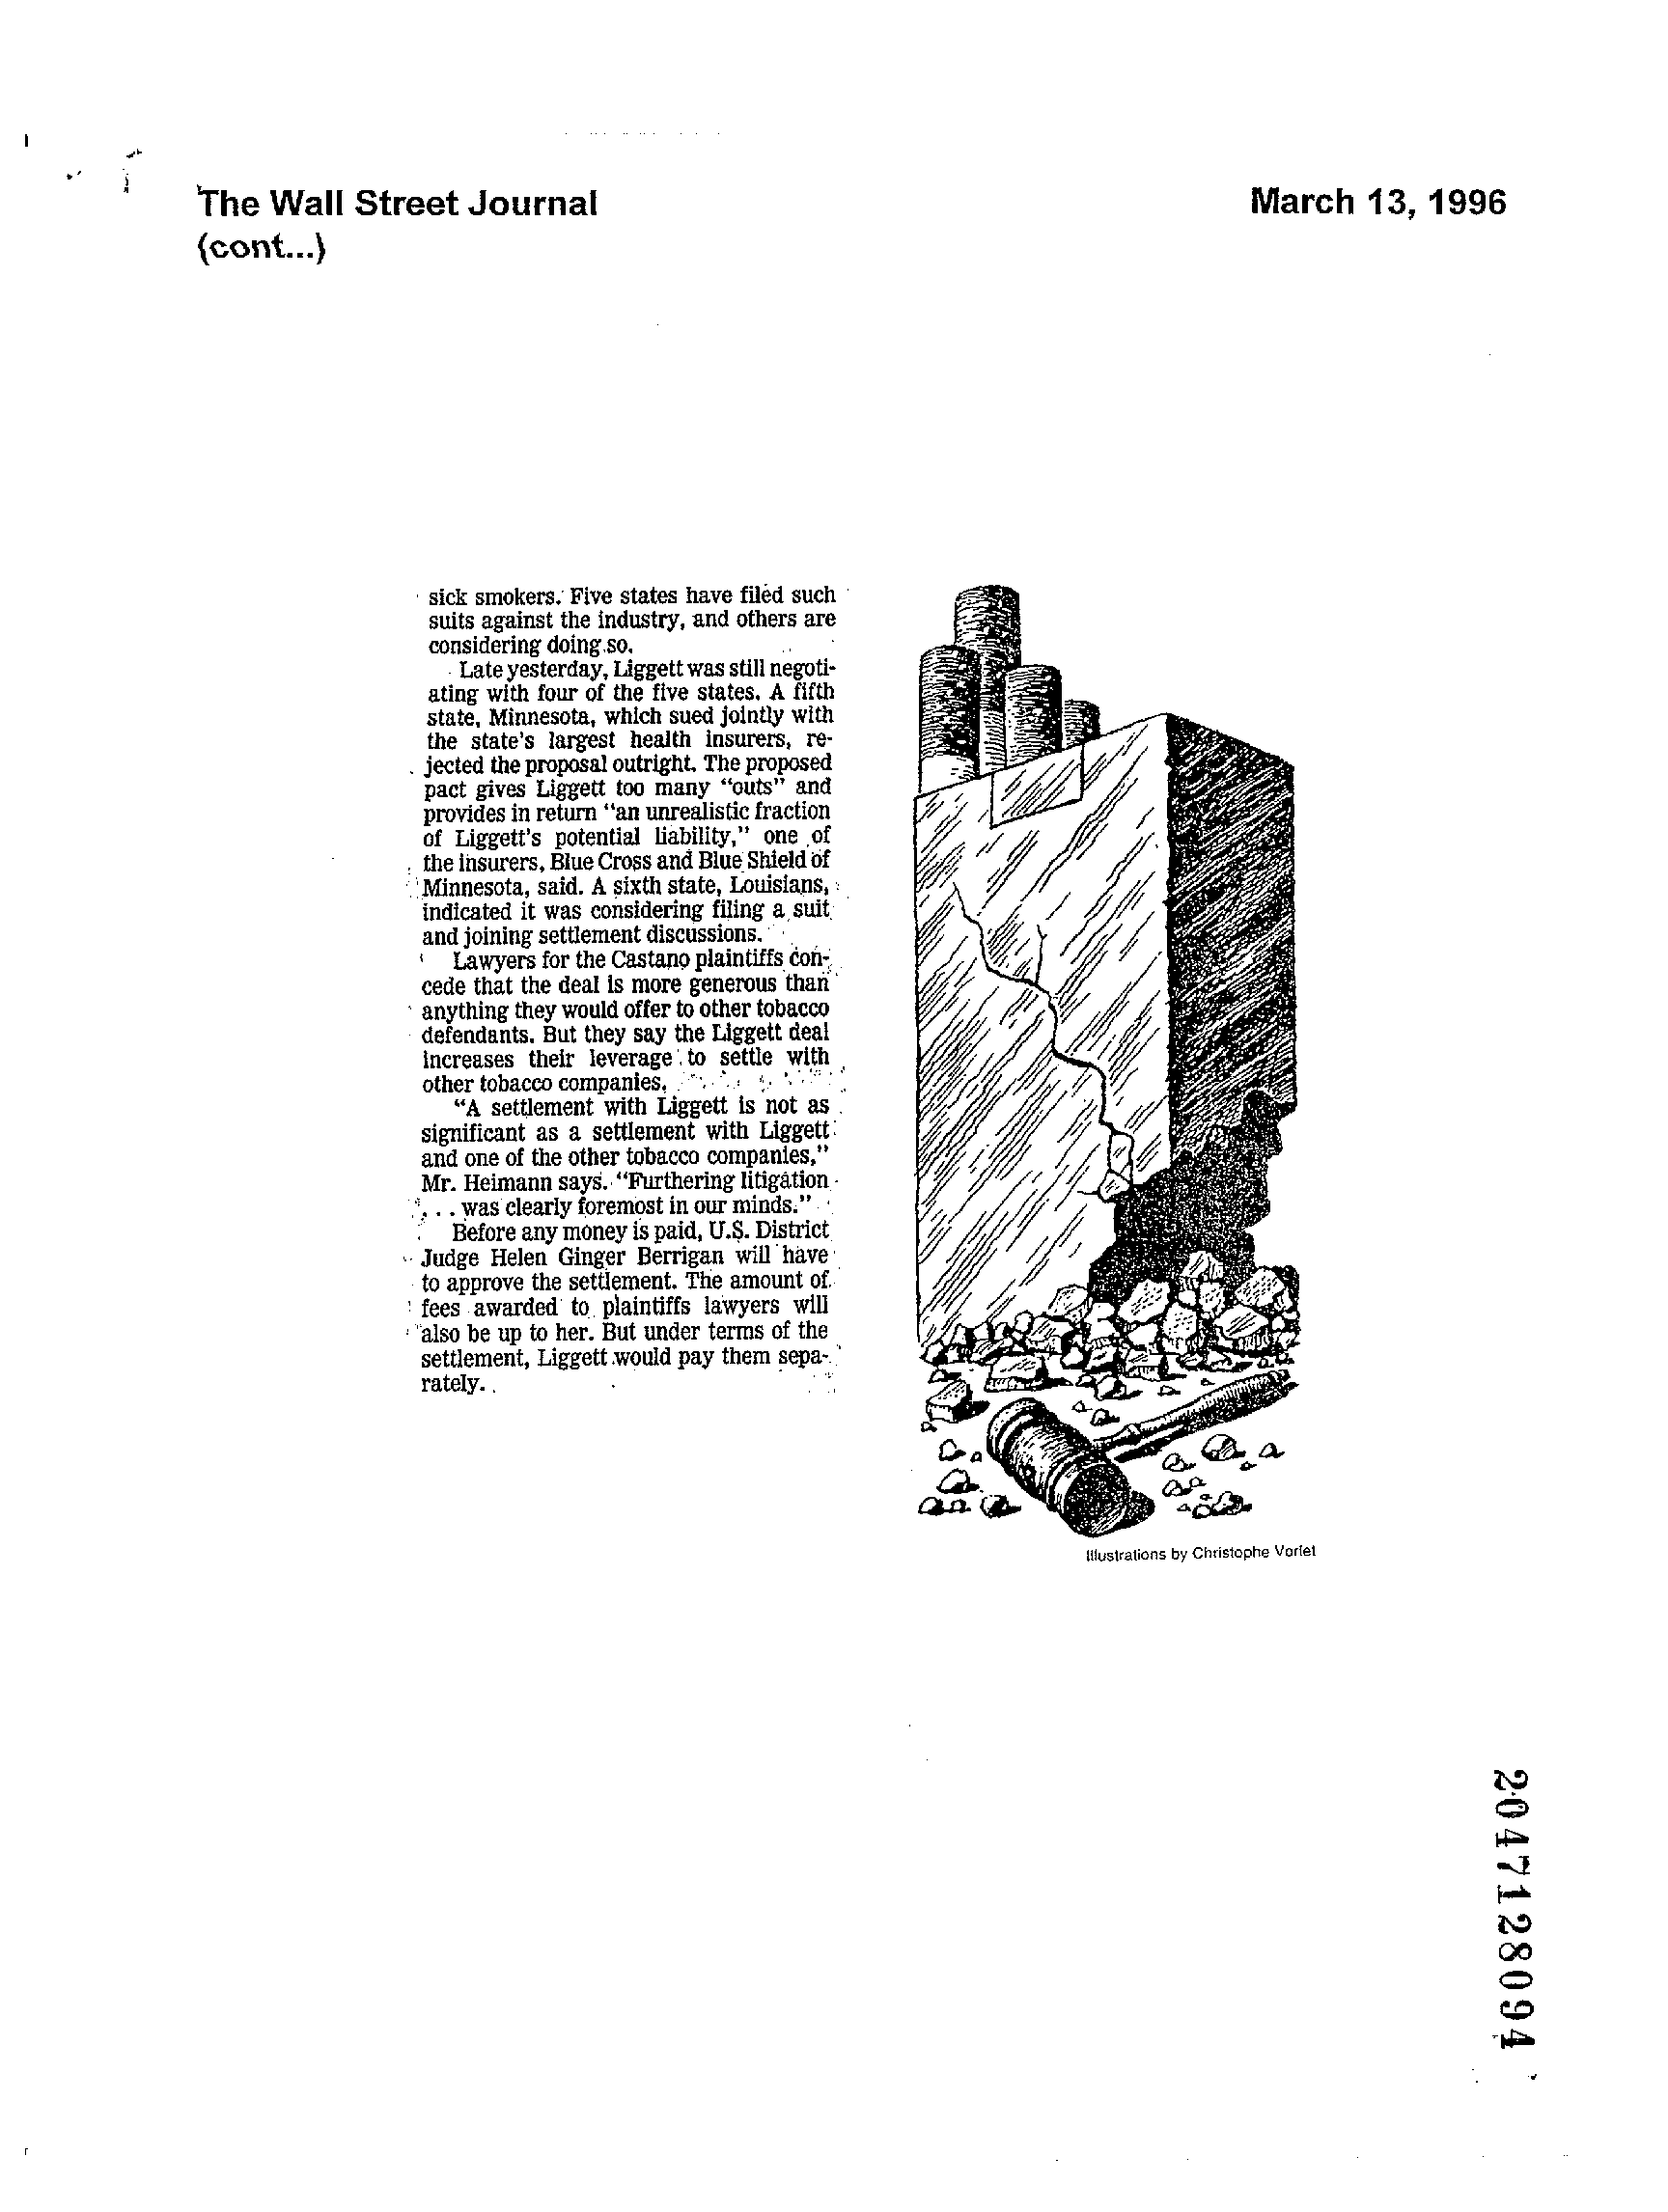 The Wall Street Journal
(cont...)
March 13, 1996
sick smokers. Five states have filed such
suits against the industry, and others are
considering doing so.
Late yesterday, Liggett was still negoti-
ating with four of the five states. A fifth
state, Minnesota, which sued jointly with
the state's largest health insurers, re-
jected the proposal outright. The proposed
pact gives Liggett too many "outs" and
provides in return "an unrealistic fraction
of Liggett's potential liability," one of
the insurers, Blue Cross and Blue Shield of
Minnesota, said. A sixth state, Louisians,
indicated it was considering filing a suit
and joining settlement discussions.
Lawyers for the Castano plaintiffs con-
cede that the deal is more generous than
anything they would offer to other tobacco
defendants. But they say the Liggett deal
increases their leverage to settle with
other tobacco companies.
"A settlement with Liggett is not as
significant as a settlement with Liggett
and one of the other tobacco companies,"
Mr. Heimann says. "Furthering litigation
. . . was clearly foremost in our minds."
Before any money is paid, U.S. District
Judge Helen Ginger Berrigan will have
to approve the settlement. The amount of
fees awarded to plaintiffs lawyers will
also be up to her. But under terms of the
settlement, Liggett would pay them sepa-
rately.
Illustrations by Christophe Vorlet
2047128094